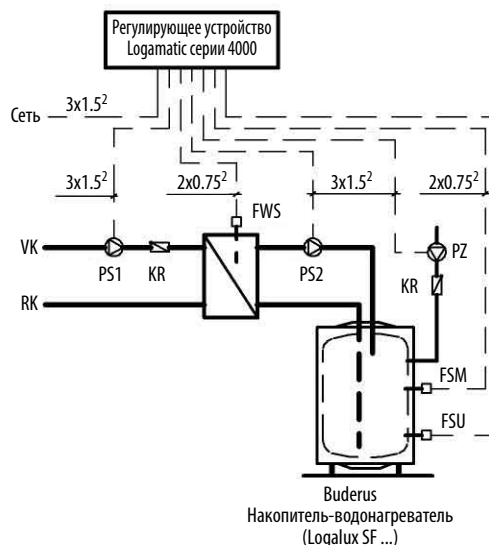 Регулирующее устройство
Logamatic серии 4000
Сеть
3x1.5²
3x1.5²
2x0.75²
3x1.5²
2x0.75²
FWS
VK
PS1
KR
PS2
PZ
KR
RK
FSM
FSU
Buderus
Накопитель-водонагреватель
(Logalux SF ...)